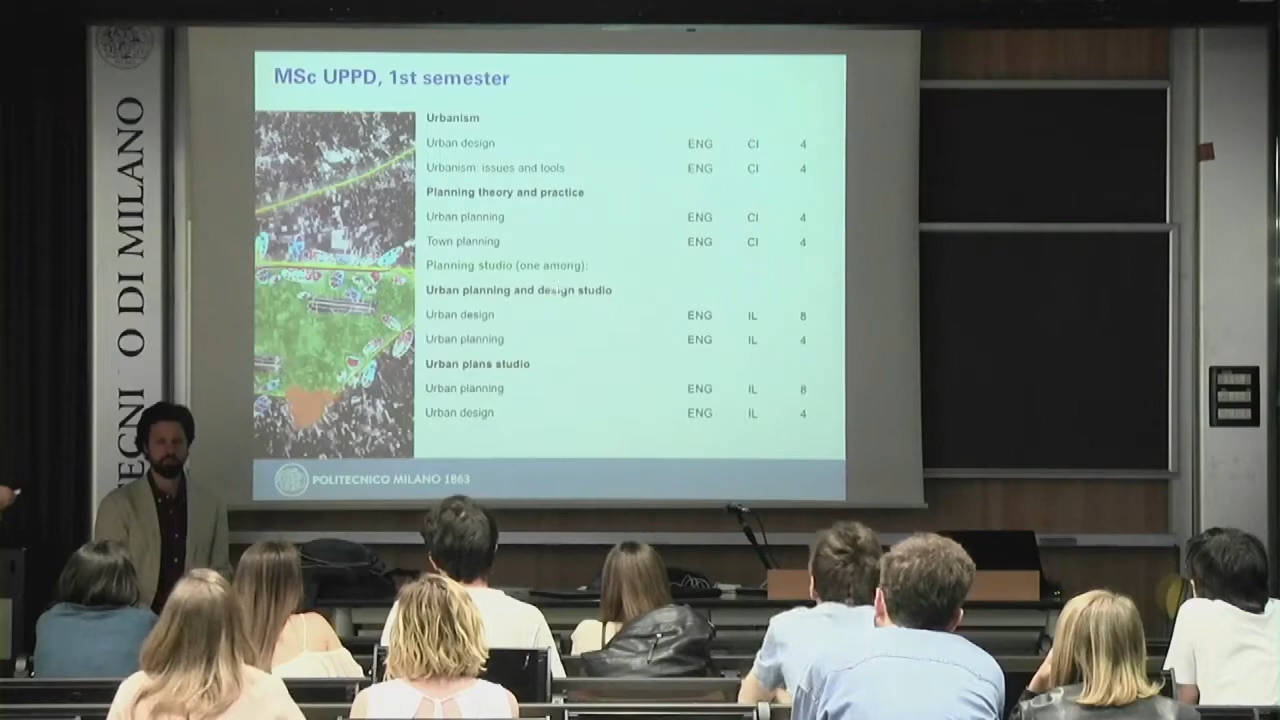 MSc UPPD, 1st semester
Urbanism
Urban design ENG CI 4
Urbanism: issues and tools ENG CI 4
Planning theory and practice
Urban planning ENG CI 4
Town planning ENG CI 4
Planning studio (one among):
Urban planning and design studio
Urban design ENG IL 8
Urban planning ENG IL 4
Urban plans studio
Urban planning ENG IL 8
Urban design ENG IL 4
POLITECNICO MILANO 1863
TECNI O DI MILANO